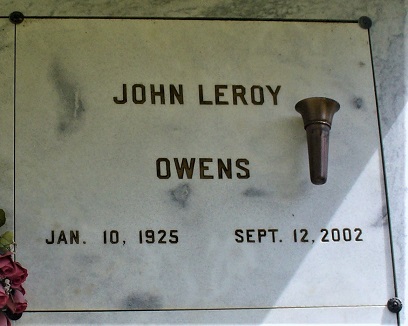 JOHN LEROY
OWENS
JAN. 10, 1925 SEPT. 12, 2002